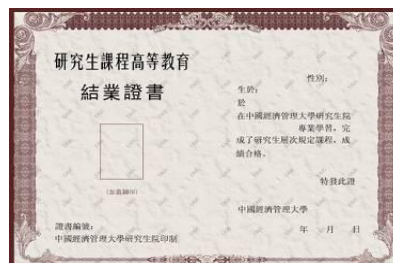 研究生課程高等教育
結業證書
(加蓋鋼印)
證書編號：
中國經濟管理大學研究生院印制
性別：
生於：
於
在中國經濟管理大學研究生院
專業學習，完
成了研究生層次規定課程，成
績合格。
特發此證
中國經濟管理大學
年 月 日